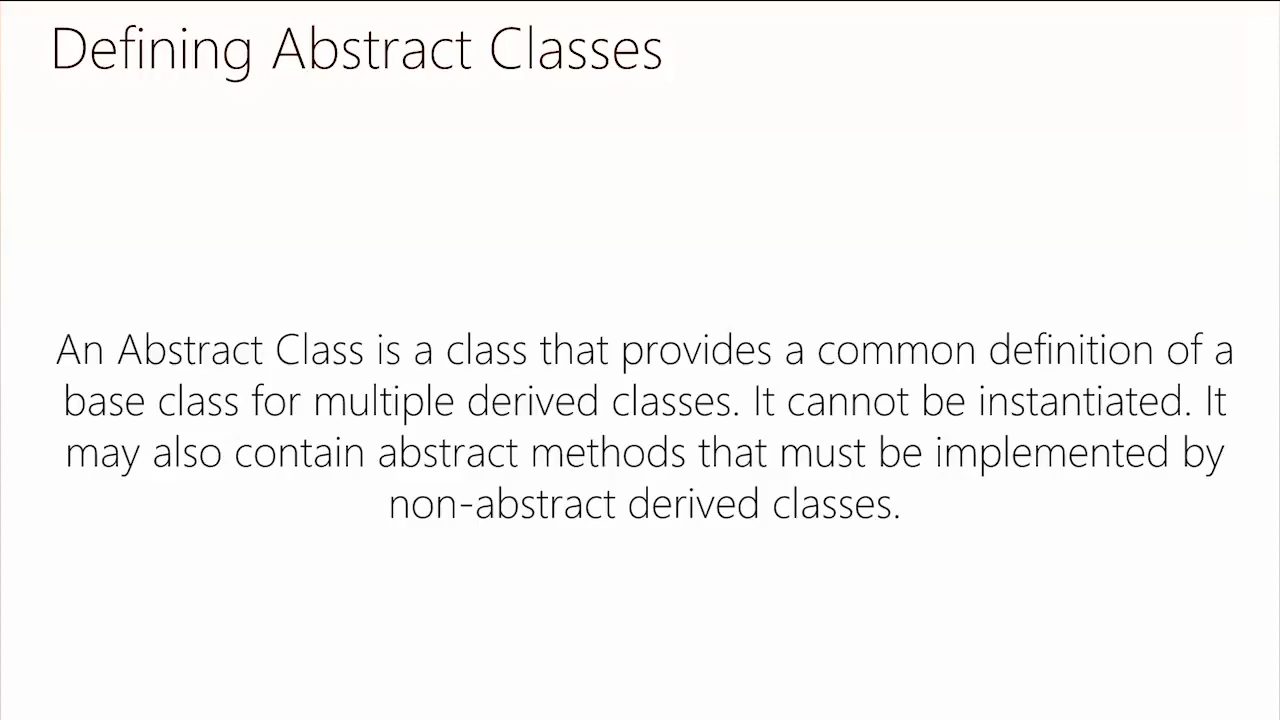 Defining Abstract Classes
An Abstract Class is a class that provides a common definition of a
base class for multiple derived classes. It cannot be instantiated. It
may also contain abstract methods that must be implemented by
non-abstract derived classes.